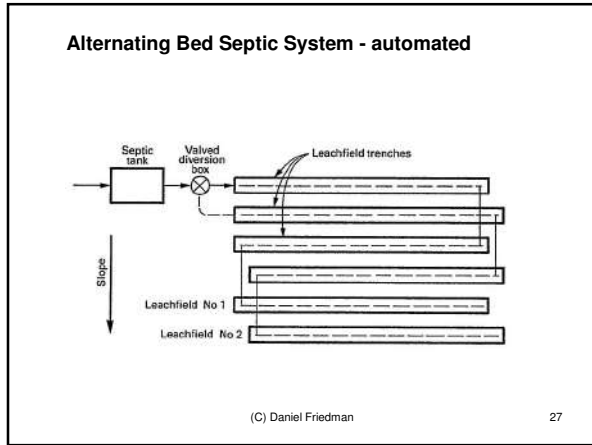 Alternating Bed Septic System - automated
Septic
tank
Valved
diversion
box
Leachfield trenches
Slope
Leachfield No 1
Leachfield No 2
(C) Daniel Friedman
27